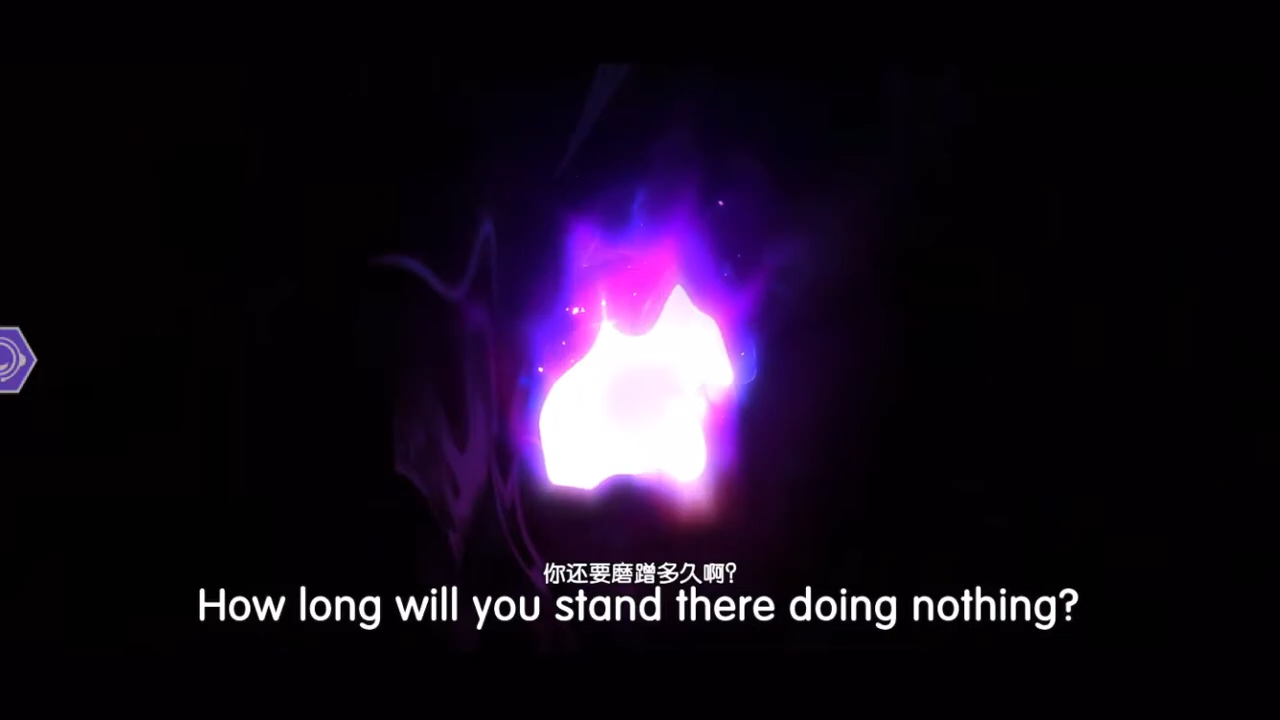 你还要磨蹭多久啊?
How long will you stand there doing nothing?